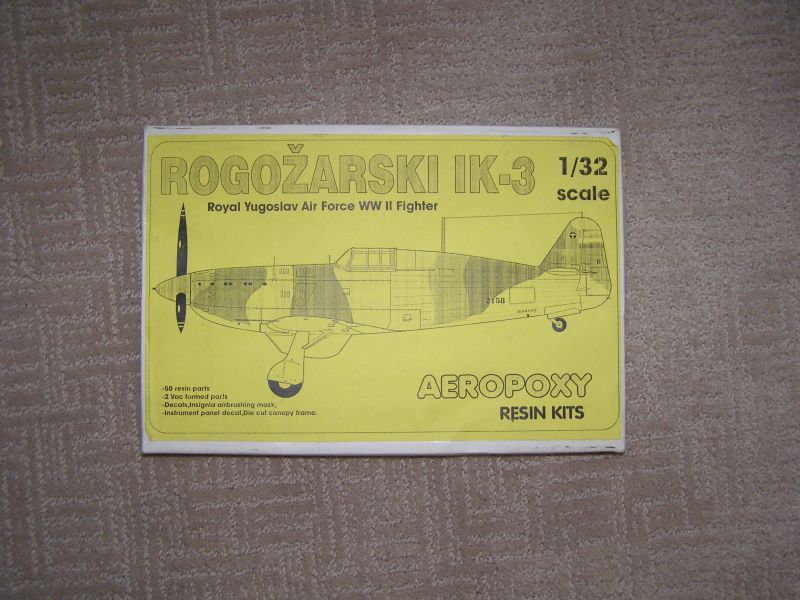 ROGOŽARSKI IK-3
1/32
scale
Royal Yugoslav Air Force WW II Fighter
8
2158
-50 resin parts
-2 Vac formed parts
-Decals,Insignia airbrushing mask,
-Instrument panel decal,Die cut canopy frame.
AEROPOXY
RESIN KITS